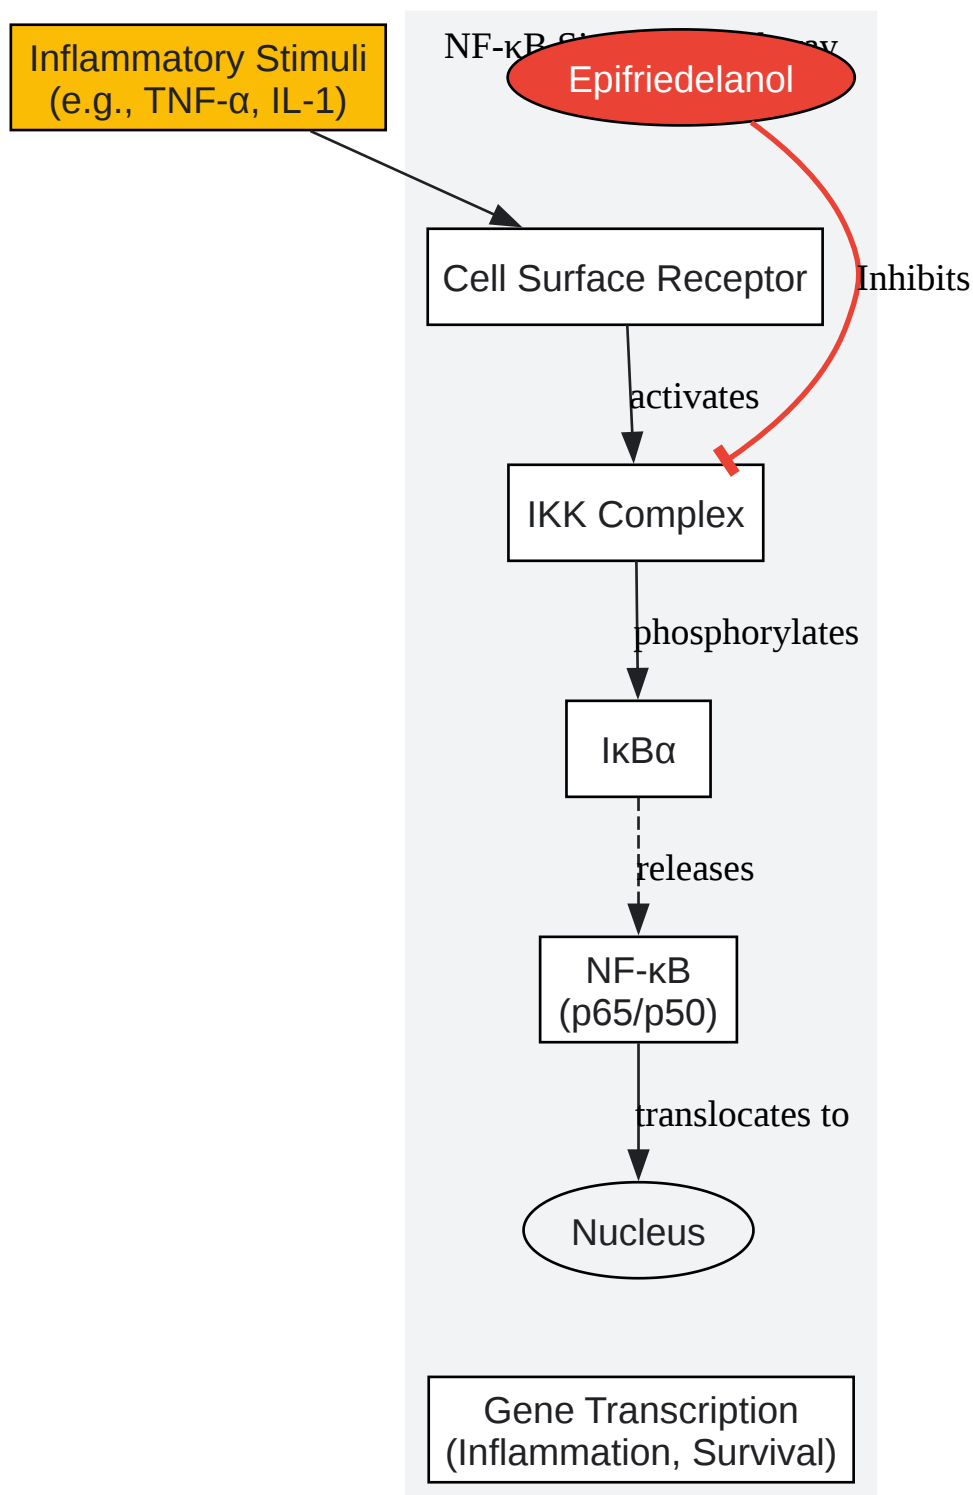 NF-κB
Inflammatory Stimuli
(e.g., TNF-α, IL-1)
Epifriedelanol
Cell Surface Receptor
Inhibits
activates
IKK Complex
phosphorylates
IκBα
releases
NF-κB
(p65/p50)
translocates to
Nucleus
Gene Transcription
(Inflammation, Survival)